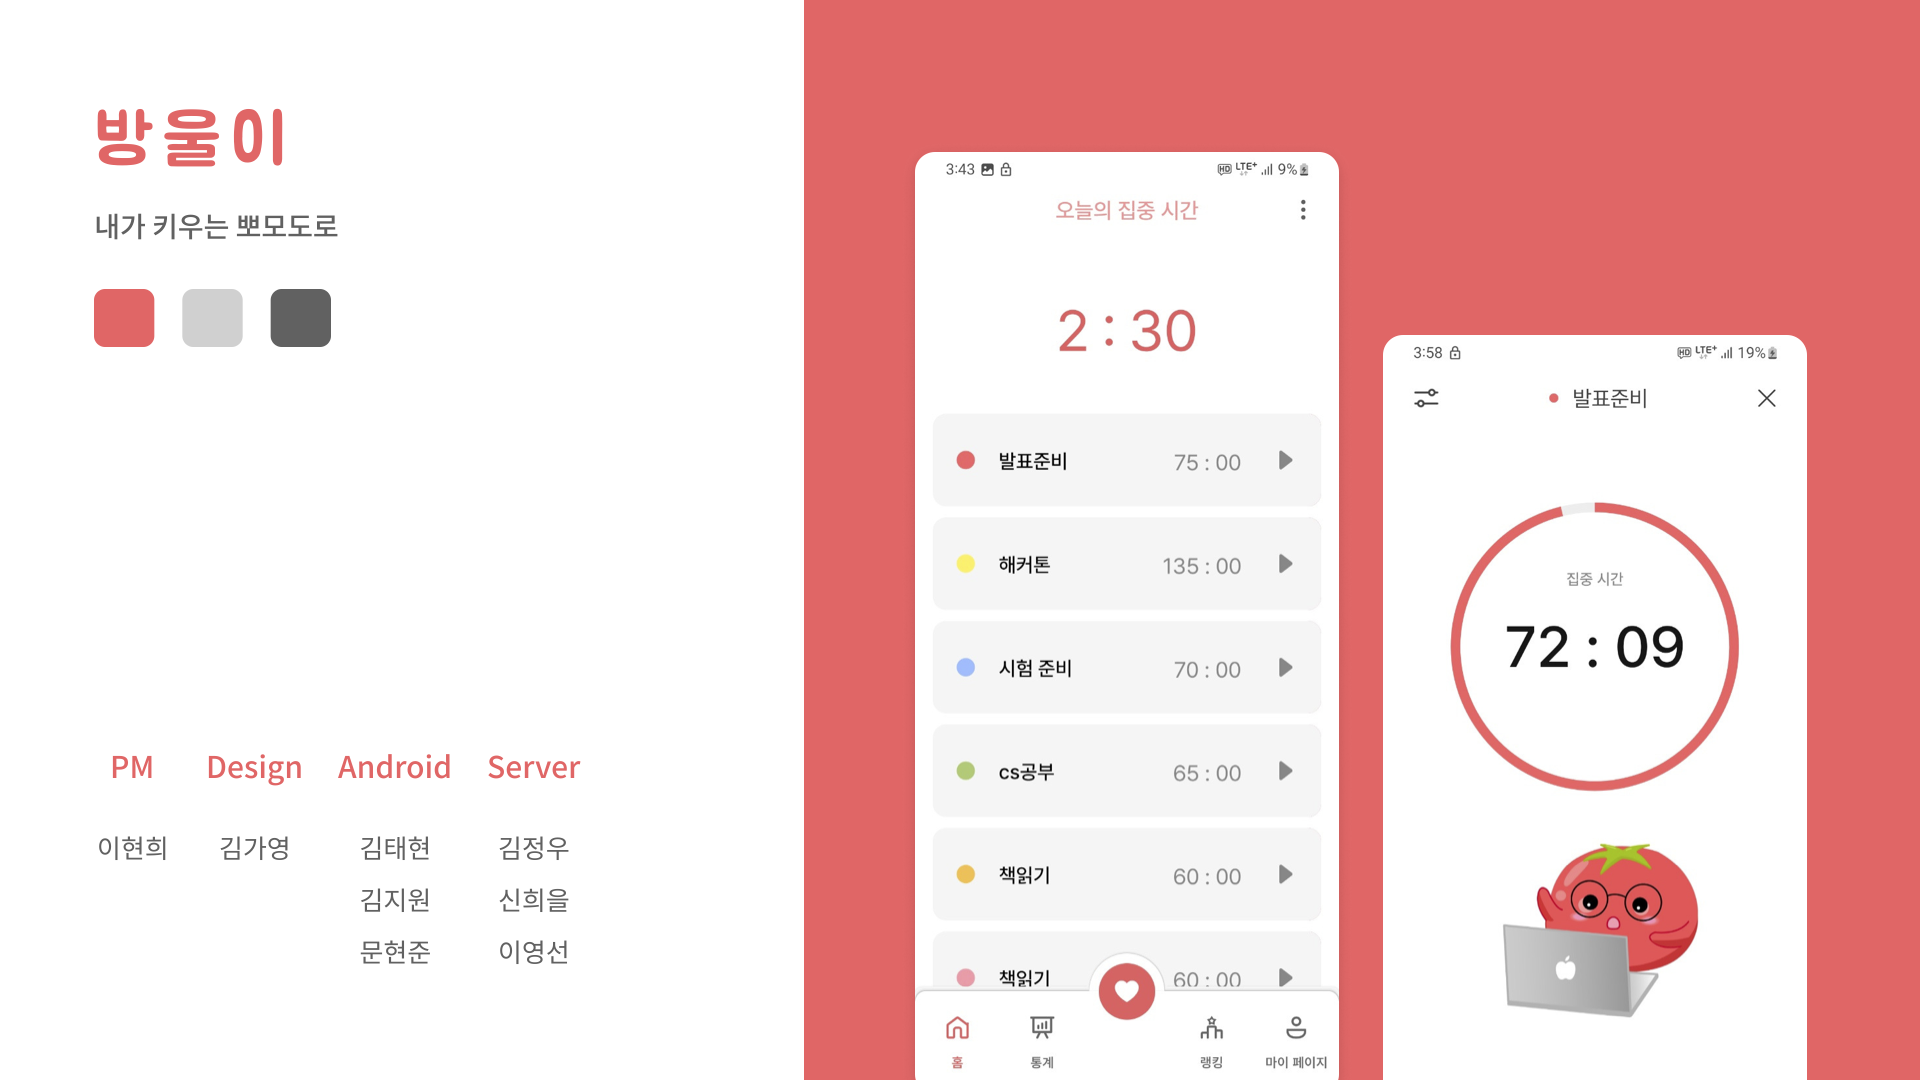 방울이
내가 키우는 뽀모도로
PM Design Android Server
이현희 김가영 김태현 김정우
김지원 신희을
문현준 이영선
3:43 HD LTE+ 9%
오늘의 집중 시간
2 : 30
발표준비 75 : 00
해커톤 135 : 00
시험 준비 70 : 00
cs공부 65 : 00
책읽기 60 : 00
책읽기 60 : 00
홈 통계 랭킹 마이 페이지
3:58 HD LTE+ 19%
발표준비
집중 시간
72 : 09